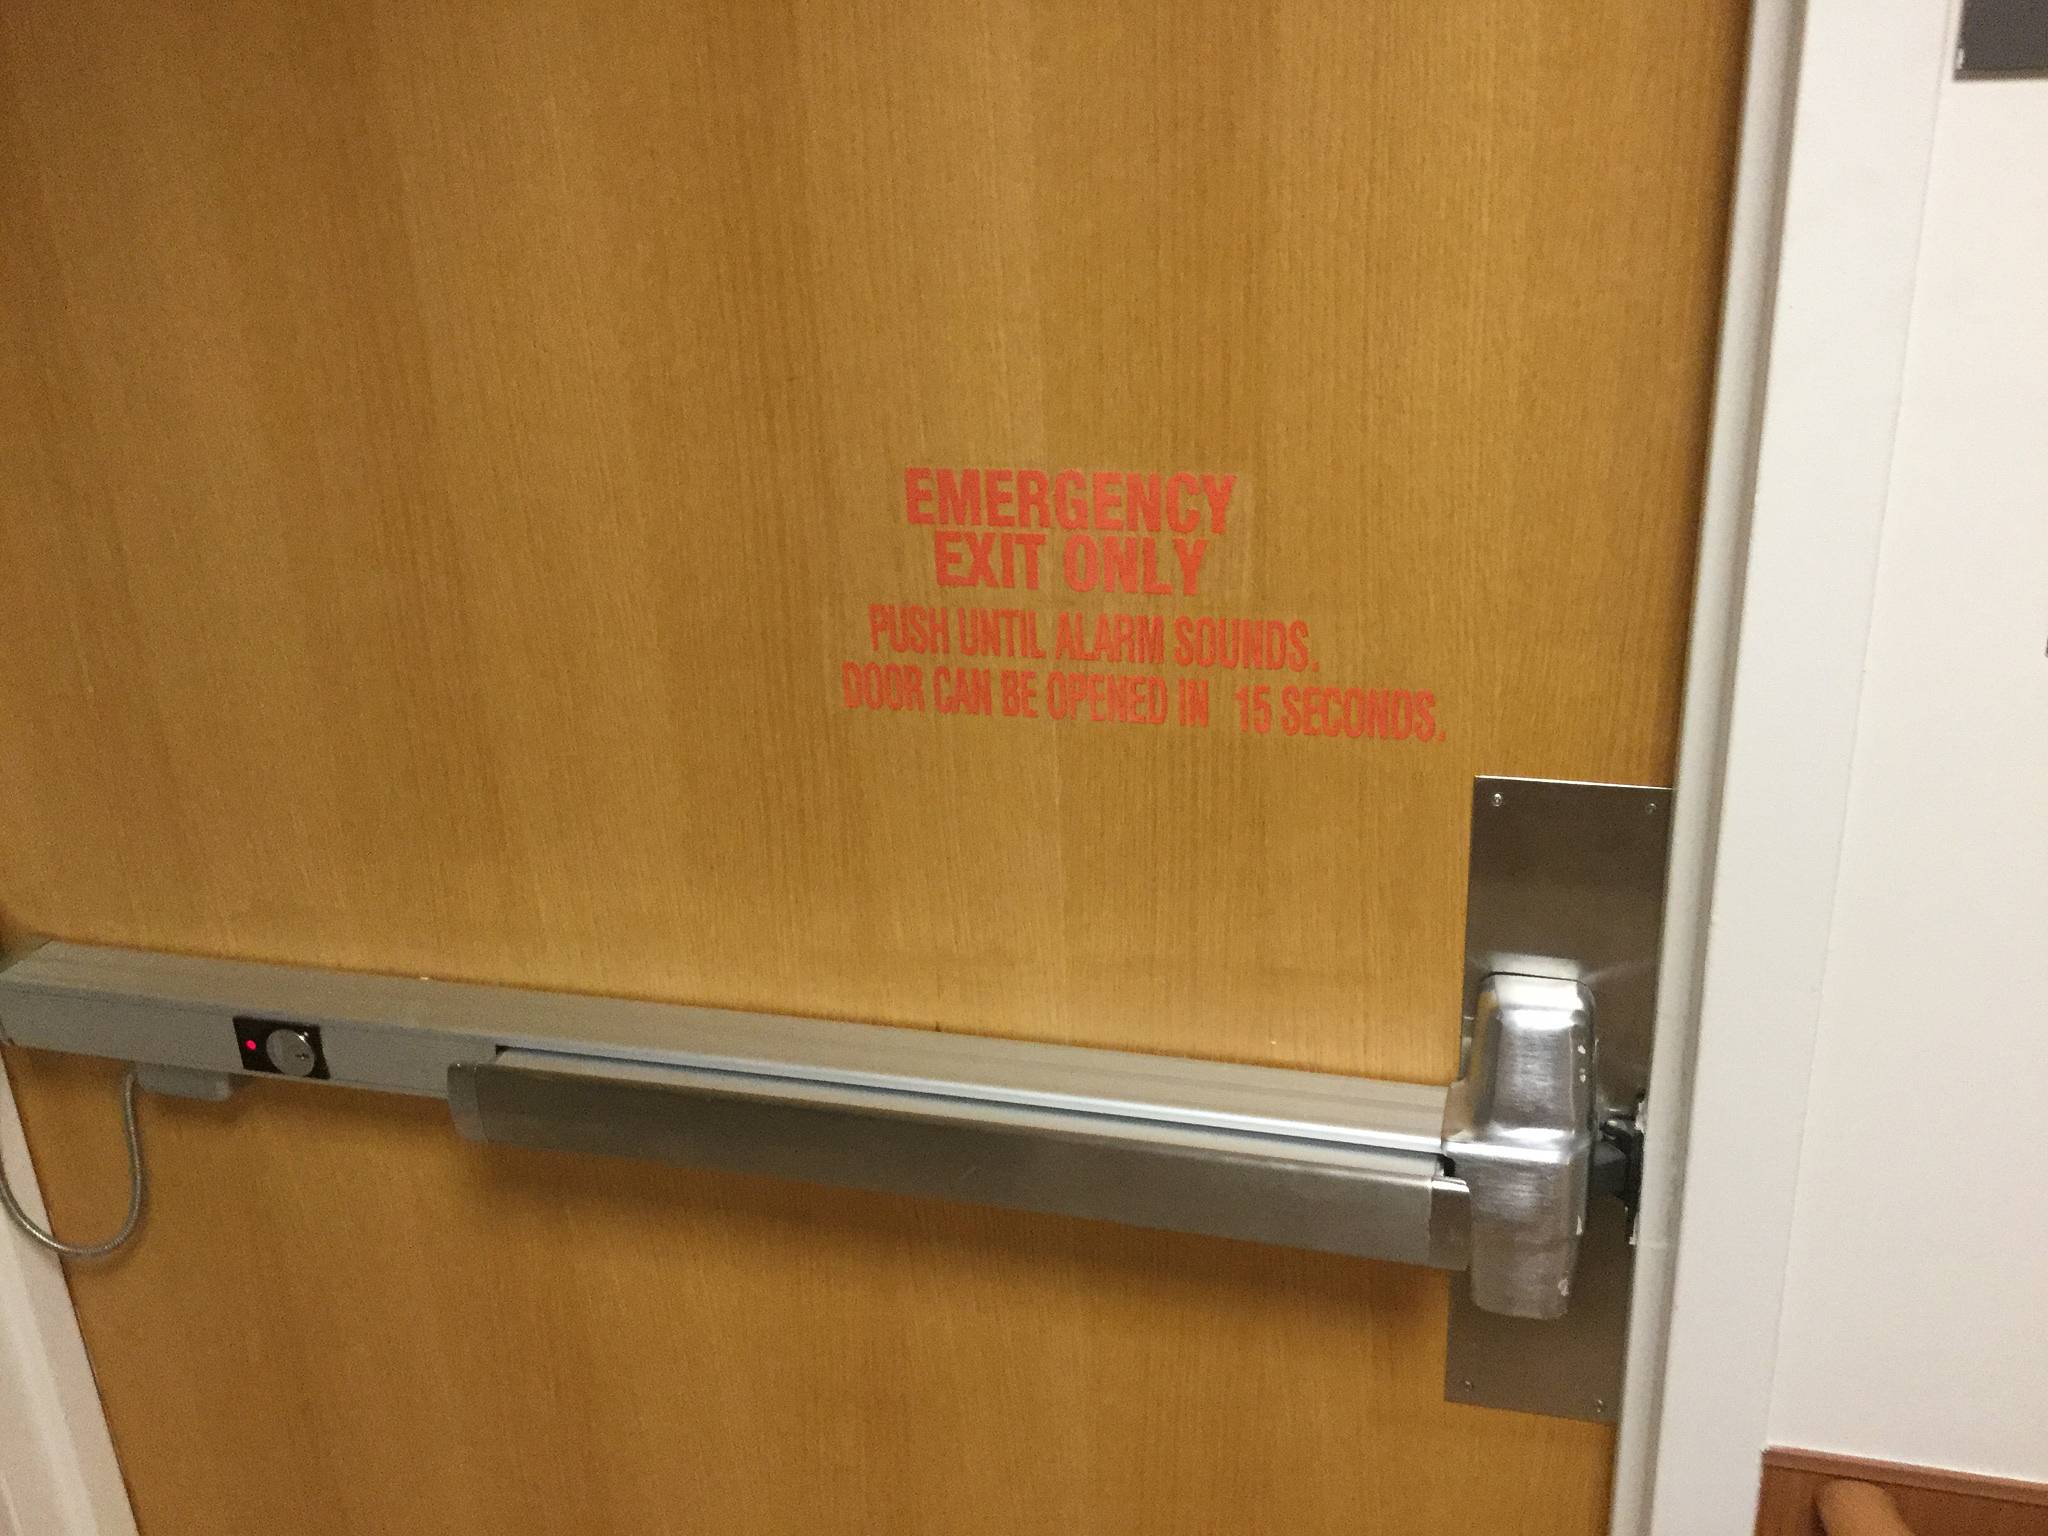 EMERGENCY
EXIT ONLY
PUSH UNTIL ALARM SOUNDS.
DOOR CAN BE OPENED IN 15 SECONDS.